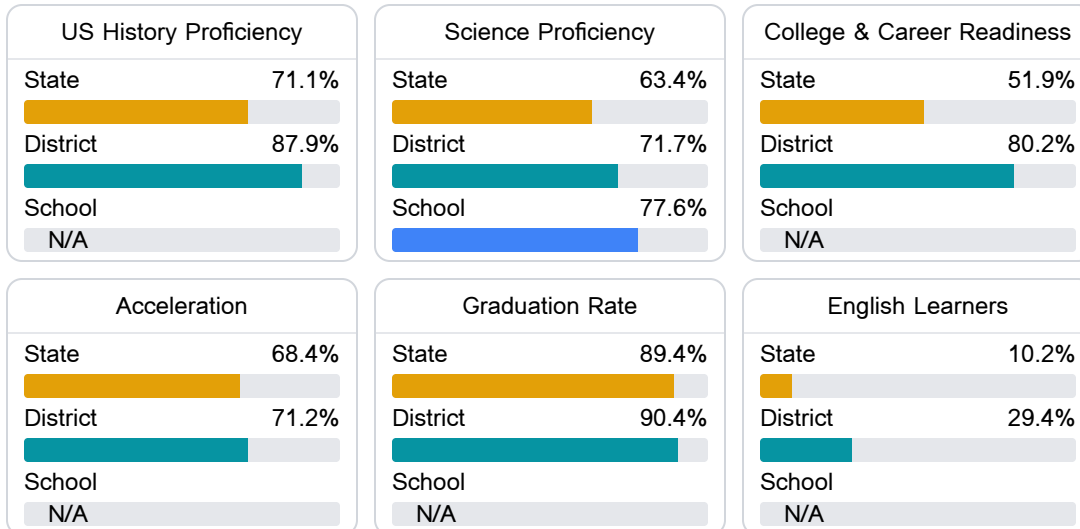 US History Proficiency
State 71.1%
District 87.9%
School
N/A
Science Proficiency
State 63.4%
District 71.7%
School 77.6%
College & Career Readiness
State 51.9%
District 80.2%
School
N/A
Acceleration
State 68.4%
District 71.2%
School
N/A
Graduation Rate
State 89.4%
District 90.4%
School
N/A
English Learners
State 10.2%
District 29.4%
School
N/A